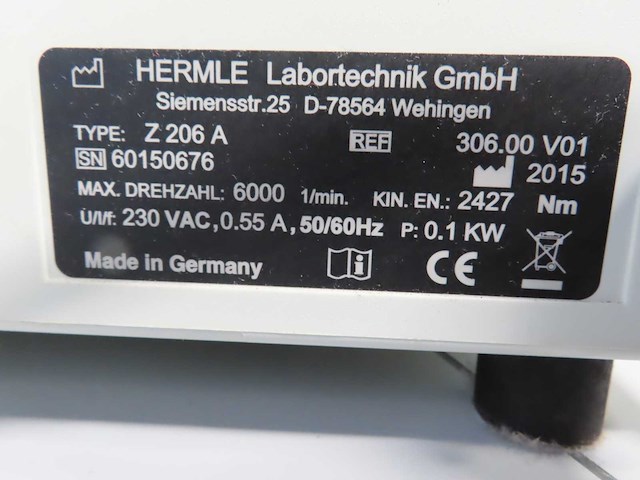 HERMLE Labortechnik GmbH
Siemensstr.25 D-78564 Wehingen
TYPE: Z 206 A REF 306.00 V01
SN 60150676 2015
MAX. DREHZAHL: 6000 1/min. KIN. EN.: 2427 Nm
U/I/f: 230 VAC,0.55 A, 50/60Hz P: 0.1 KW
Made in Germany CE